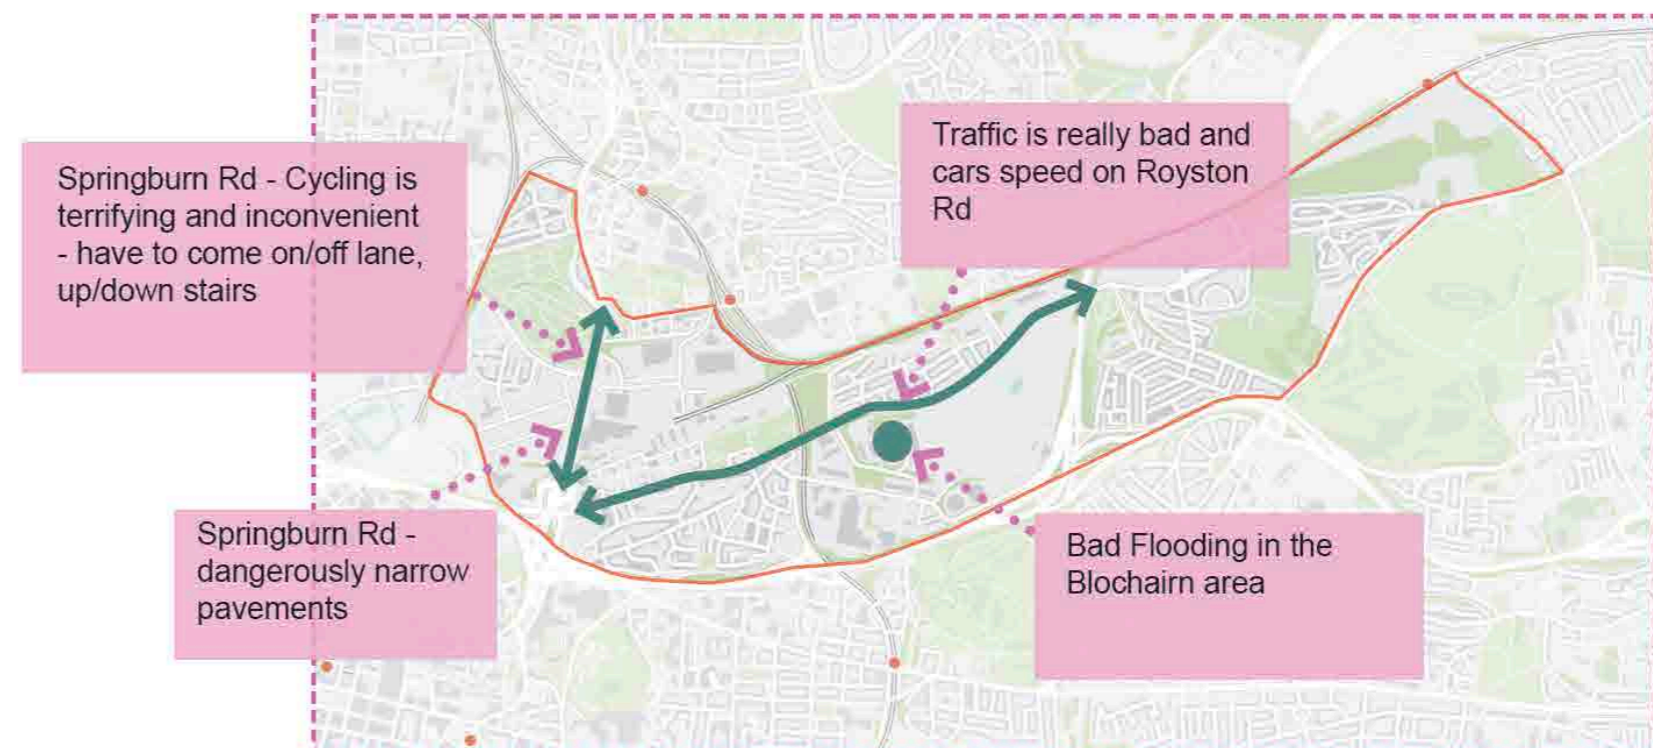 Springburn Rd - Cycling is
terrifying and inconvenient
- have to come on/off lane,
up/down stairs
Traffic is really bad and
cars speed on Royston
Rd
Springburn Rd -
dangerously narrow
pavements
Bad Flooding in the
Blochairn area